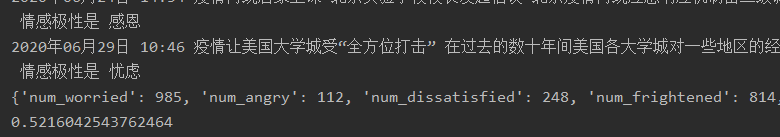 情感极性是 感恩
2020年06月29日 10:46 疫情让美国大学城受“全方位打击” 在过去的数十年间美国各大学城对一些地区的经
情感极性是 忧虑
{'num_worried': 985, 'num_angry': 112, 'num_dissatisfied': 248, 'num_frightened': 814,
0.5216042543762464